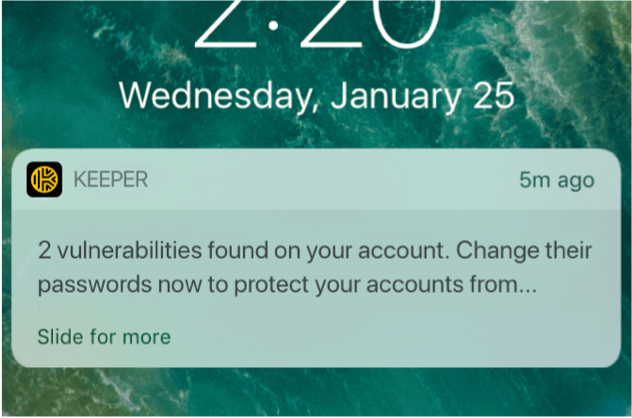 2:20
Wednesday, January 25
KEEPER
5m ago
2 vulnerabilities found on your account. Change their
passwords now to protect your accounts from...
Slide for more